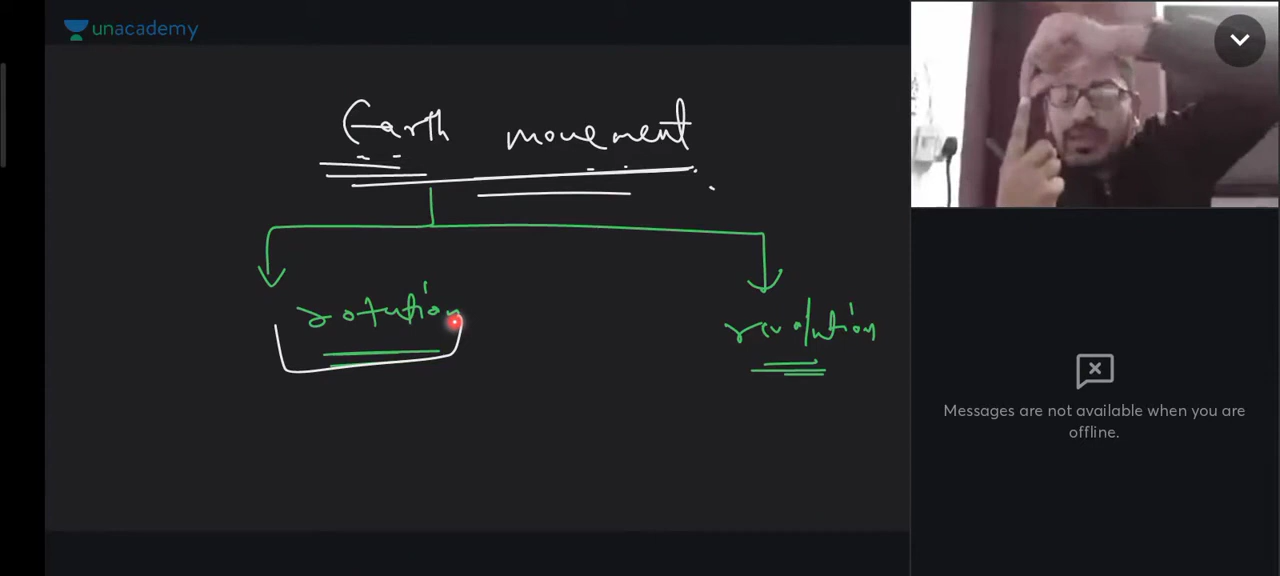 unacademy
Earth movement
rotation
revolution
Messages are not available when you are
offline.